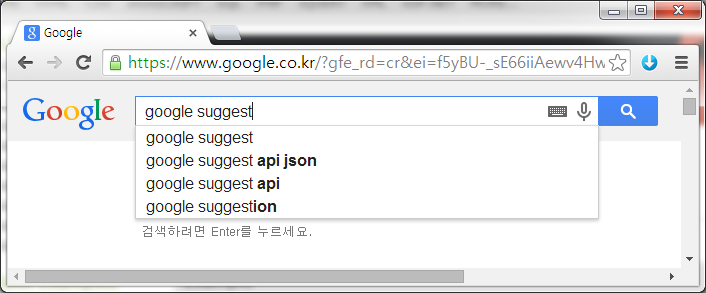 Google
https://www.google.co.kr/?gfe_rd=cr&ei=f5yBU-_sE66iiAewv4Hw
Google
google suggest
google suggest
google suggest api json
google suggest api
google suggestion
검색하려면 Enter를 누르세요.